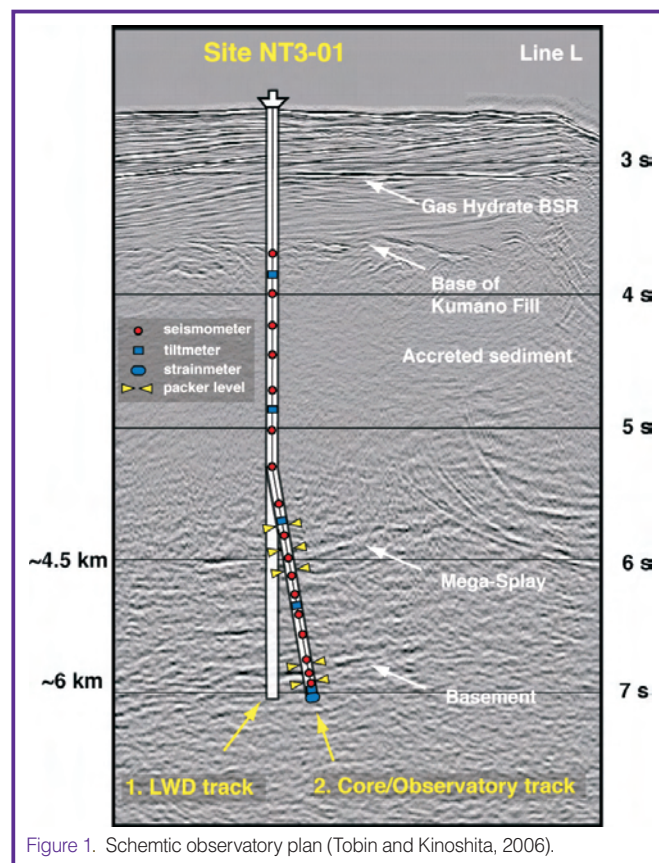 Site NT3-01
Line L
3 s
Gas Hydrate BSR
Base of
Kumano Fill
4 s
seismometer
tiltmeter
strainmeter
packer level
Accreted sediment
5 s
~4.5 km
6 s
Mega-Splay
~6 km
Basement
7 s
1. LWD track
2. Core/Observatory track
Figure 1. Schemtic observatory plan (Tobin and Kinoshita, 2006).